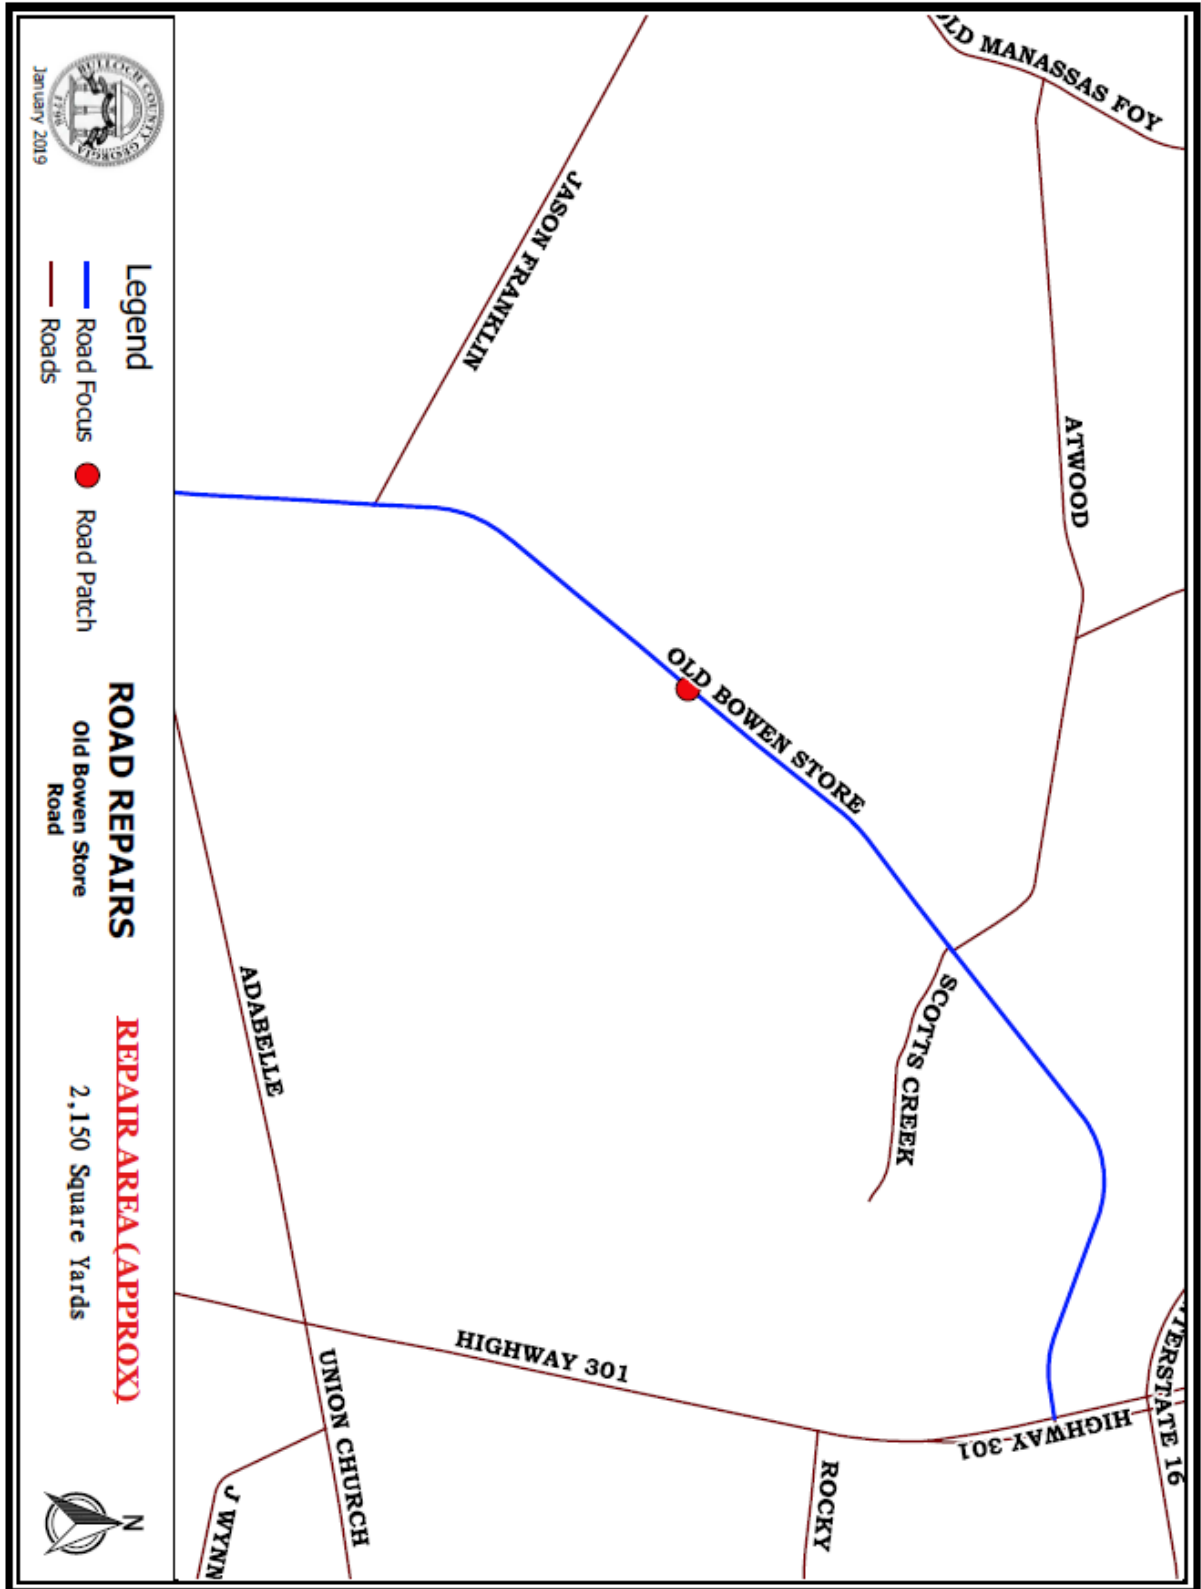 OLD MANASSAS FOY
ATWOOD
JASON FRANKLIN
OLD BOWEN STORE
SCOTTS CREEK
INTERSTATE 16
HIGHWAY 301
HIGHWAY 301
ROCKY
ADABELLE
UNION CHURCH
J WYNN
BULLOCH COUNTY, GEORGIA
1796
January 2019
Legend
Road Focus
Road Patch
Roads
ROAD REPAIRS
Old Bowen Store
Road
REPAIR AREA (APPROX)
2,150 Square Yards
N